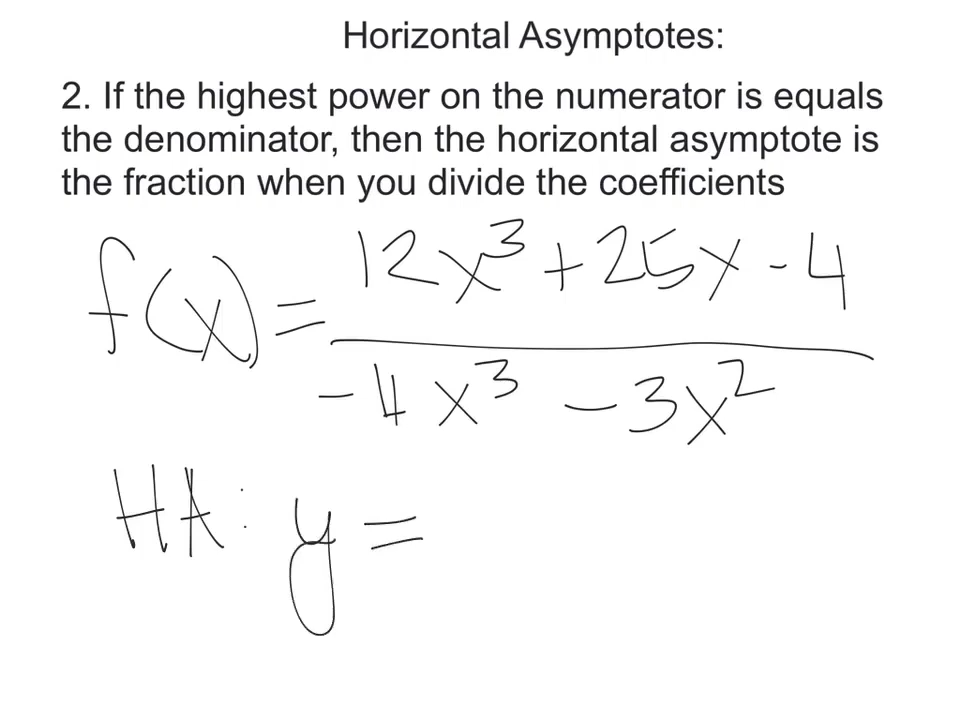 Horizontal Asymptotes:
2. If the highest power on the numerator is equals
the denominator, then the horizontal asymptote is
the fraction when you divide the coefficients
f(x) = 
12x³ + 25x - 4
-4x³ - 3x²
HA: y =